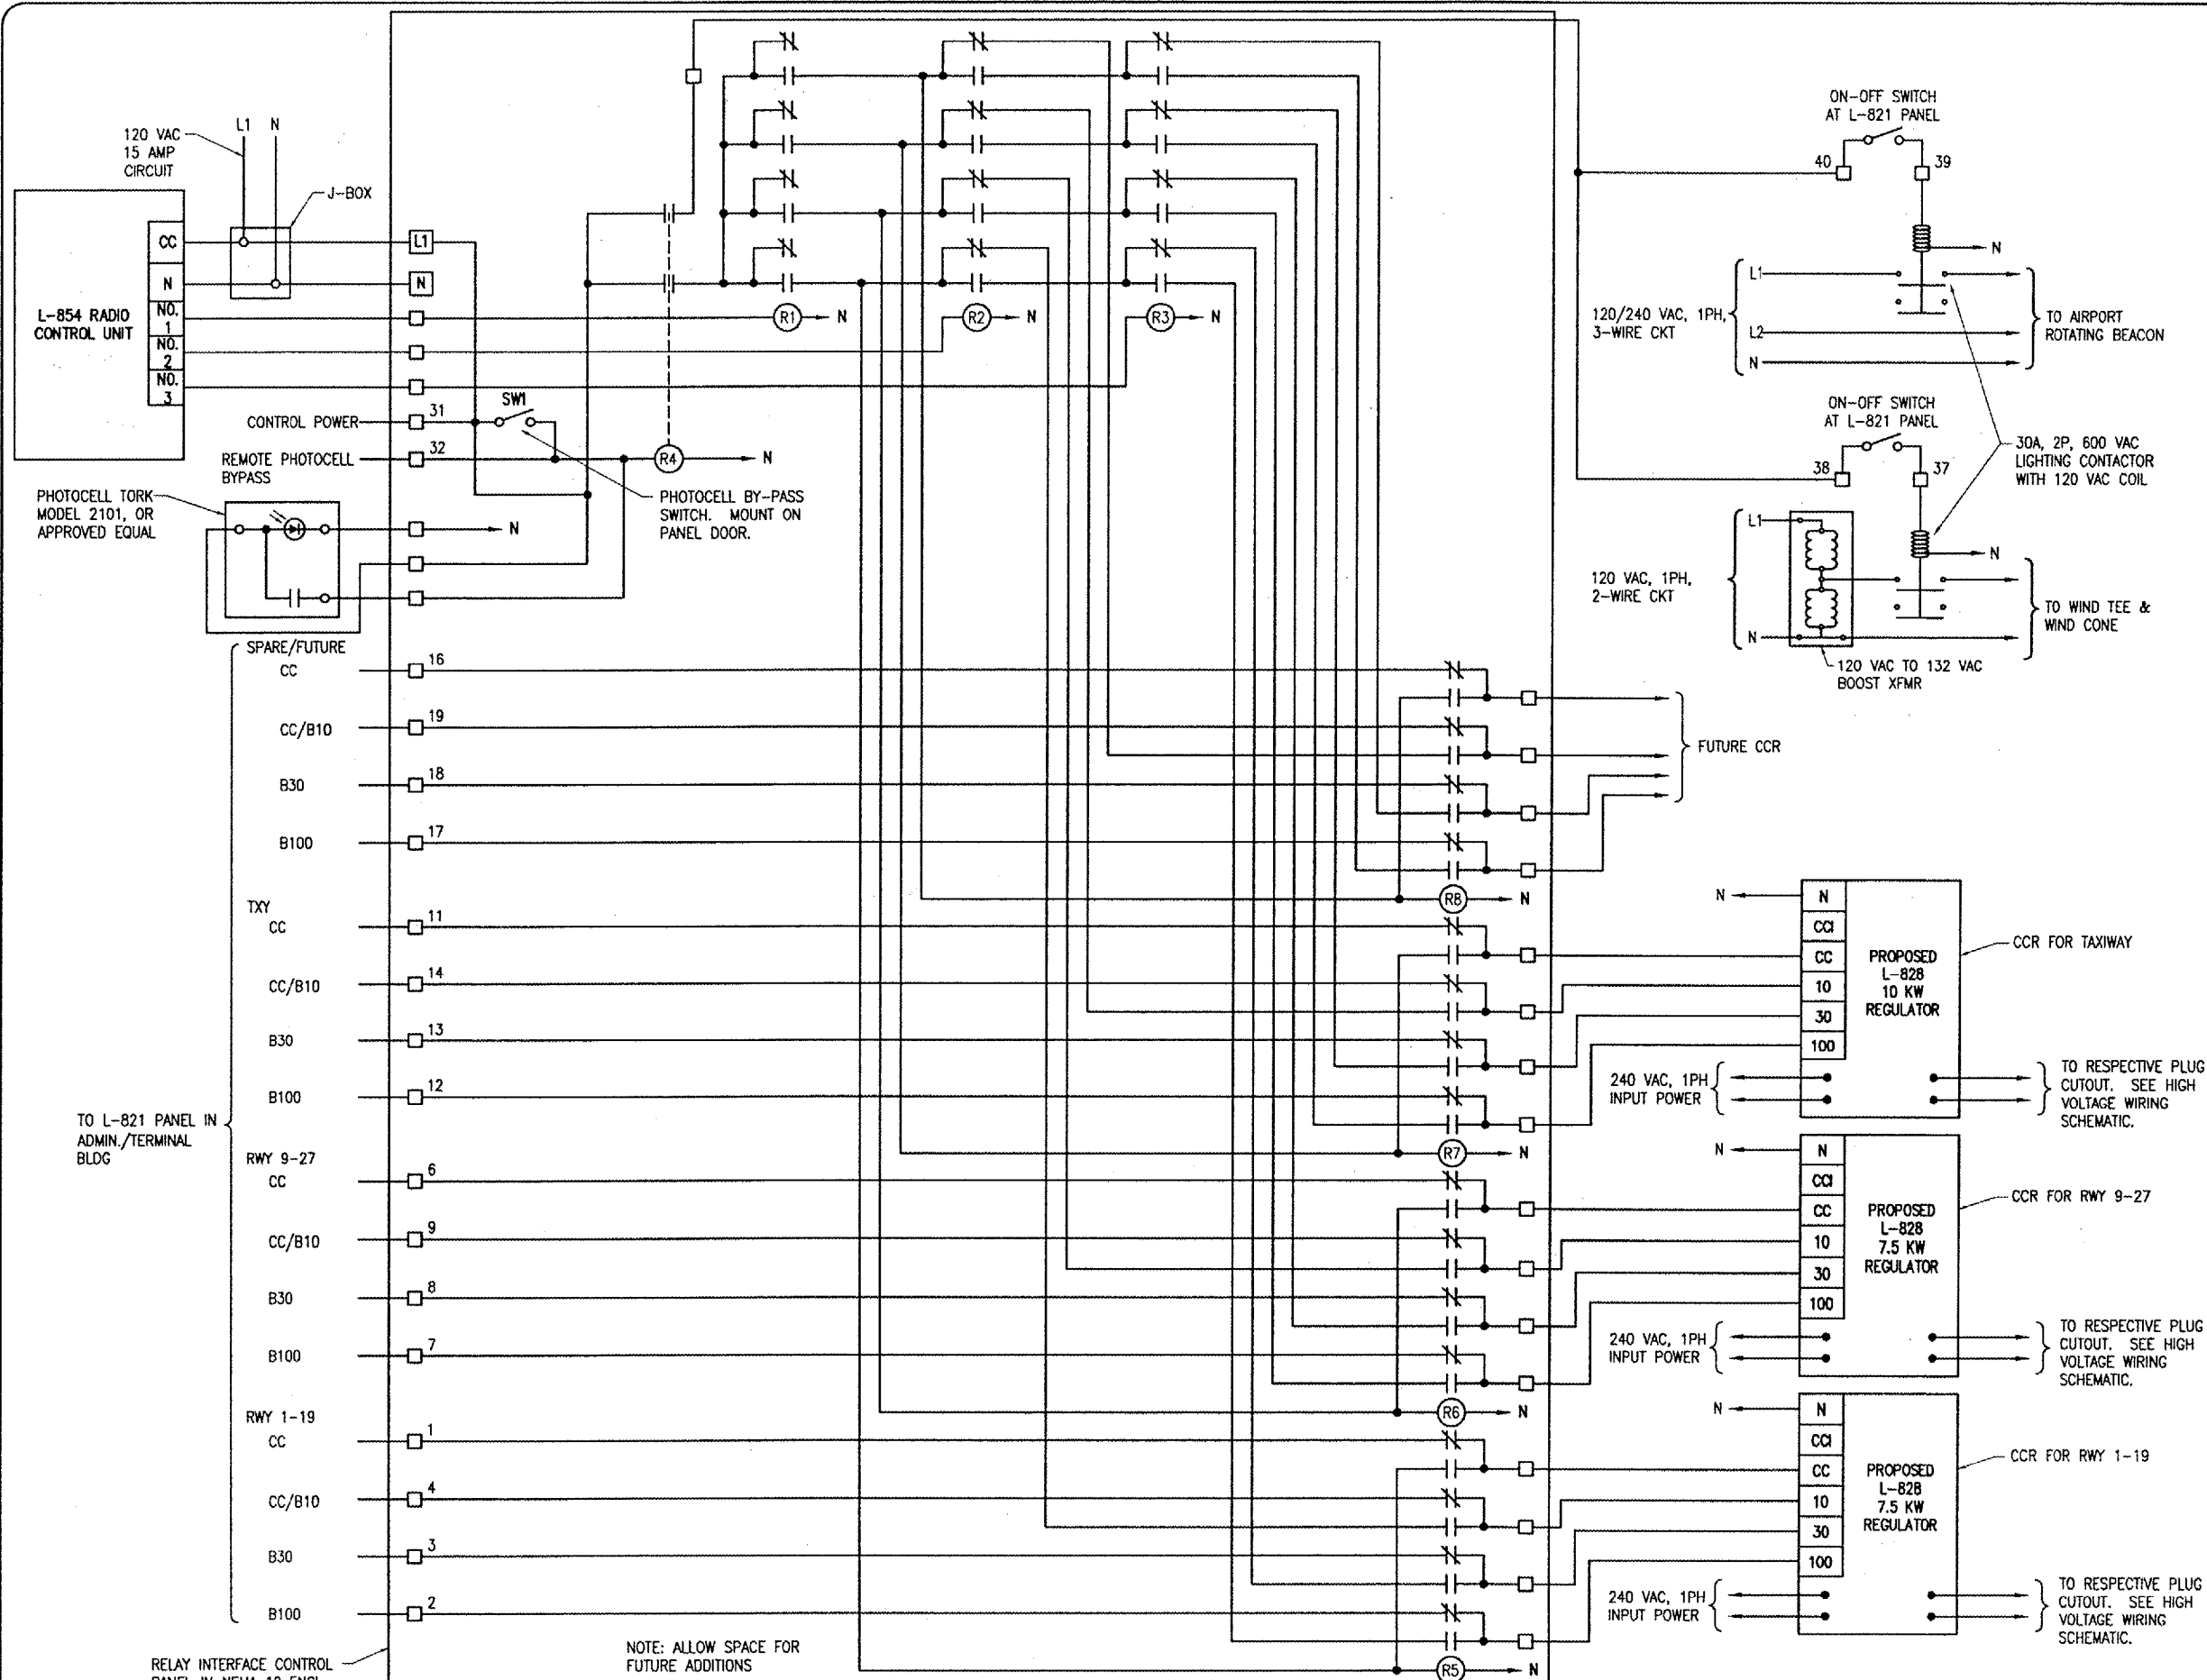 120 VAC
15 AMP
CIRCUIT
L1 N
J-BOX
CC
N
NO.
1
NO.
2
NO.
3
L-854 RADIO
CONTROL UNIT
L1
N
R1 N
R2 N
R3 N
CONTROL POWER
31
SW1
REMOTE PHOTOCELL
BYPASS
32
R4
N
PHOTOCELL TORK
MODEL 2101, OR
APPROVED EQUAL
N
PHOTOCELL BY-PASS
SWITCH. MOUNT ON
PANEL DOOR.
ON-OFF SWITCH
AT L-821 PANEL
40
39
N
120/240 VAC, 1PH,
3-WIRE CKT
L1
L2
N
TO AIRPORT
ROTATING BEACON
ON-OFF SWITCH
AT L-821 PANEL
38
37
30A, 2P, 600 VAC
LIGHTING CONTACTOR
WITH 120 VAC COIL
L1
N
120 VAC, 1PH,
2-WIRE CKT
N
TO WIND TEE &
WIND CONE
120 VAC TO 132 VAC
BOOST XFMR
SPARE/FUTURE
CC
16
CC/B10
19
B30
18
B100
17
FUTURE CCR
R8 N
TXY
CC
11
CC/B10
14
B30
13
B100
12
R7 N
TO L-821 PANEL IN
ADMIN./TERMINAL
BLDG
RWY 9-27
CC
6
CC/B10
9
B30
8
B100
7
R6 N
RWY 1-19
CC
1
CC/B10
4
B30
3
B100
2
R5 N
N
N
CCI
CC
10
30
100
PROPOSED
L-828
10 KW
REGULATOR
CCR FOR TAXIWAY
240 VAC, 1PH
INPUT POWER
TO RESPECTIVE PLUG
CUTOUT. SEE HIGH
VOLTAGE WIRING
SCHEMATIC.
N
N
CCI
CC
10
30
100
PROPOSED
L-828
7.5 KW
REGULATOR
CCR FOR RWY 9-27
240 VAC, 1PH
INPUT POWER
TO RESPECTIVE PLUG
CUTOUT. SEE HIGH
VOLTAGE WIRING
SCHEMATIC.
N
N
CCI
CC
10
30
100
PROPOSED
L-828
7.5 KW
REGULATOR
CCR FOR RWY 1-19
240 VAC, 1PH
INPUT POWER
TO RESPECTIVE PLUG
CUTOUT. SEE HIGH
VOLTAGE WIRING
SCHEMATIC.
NOTE: ALLOW SPACE FOR
FUTURE ADDITIONS
RELAY INTERFACE CONTROL